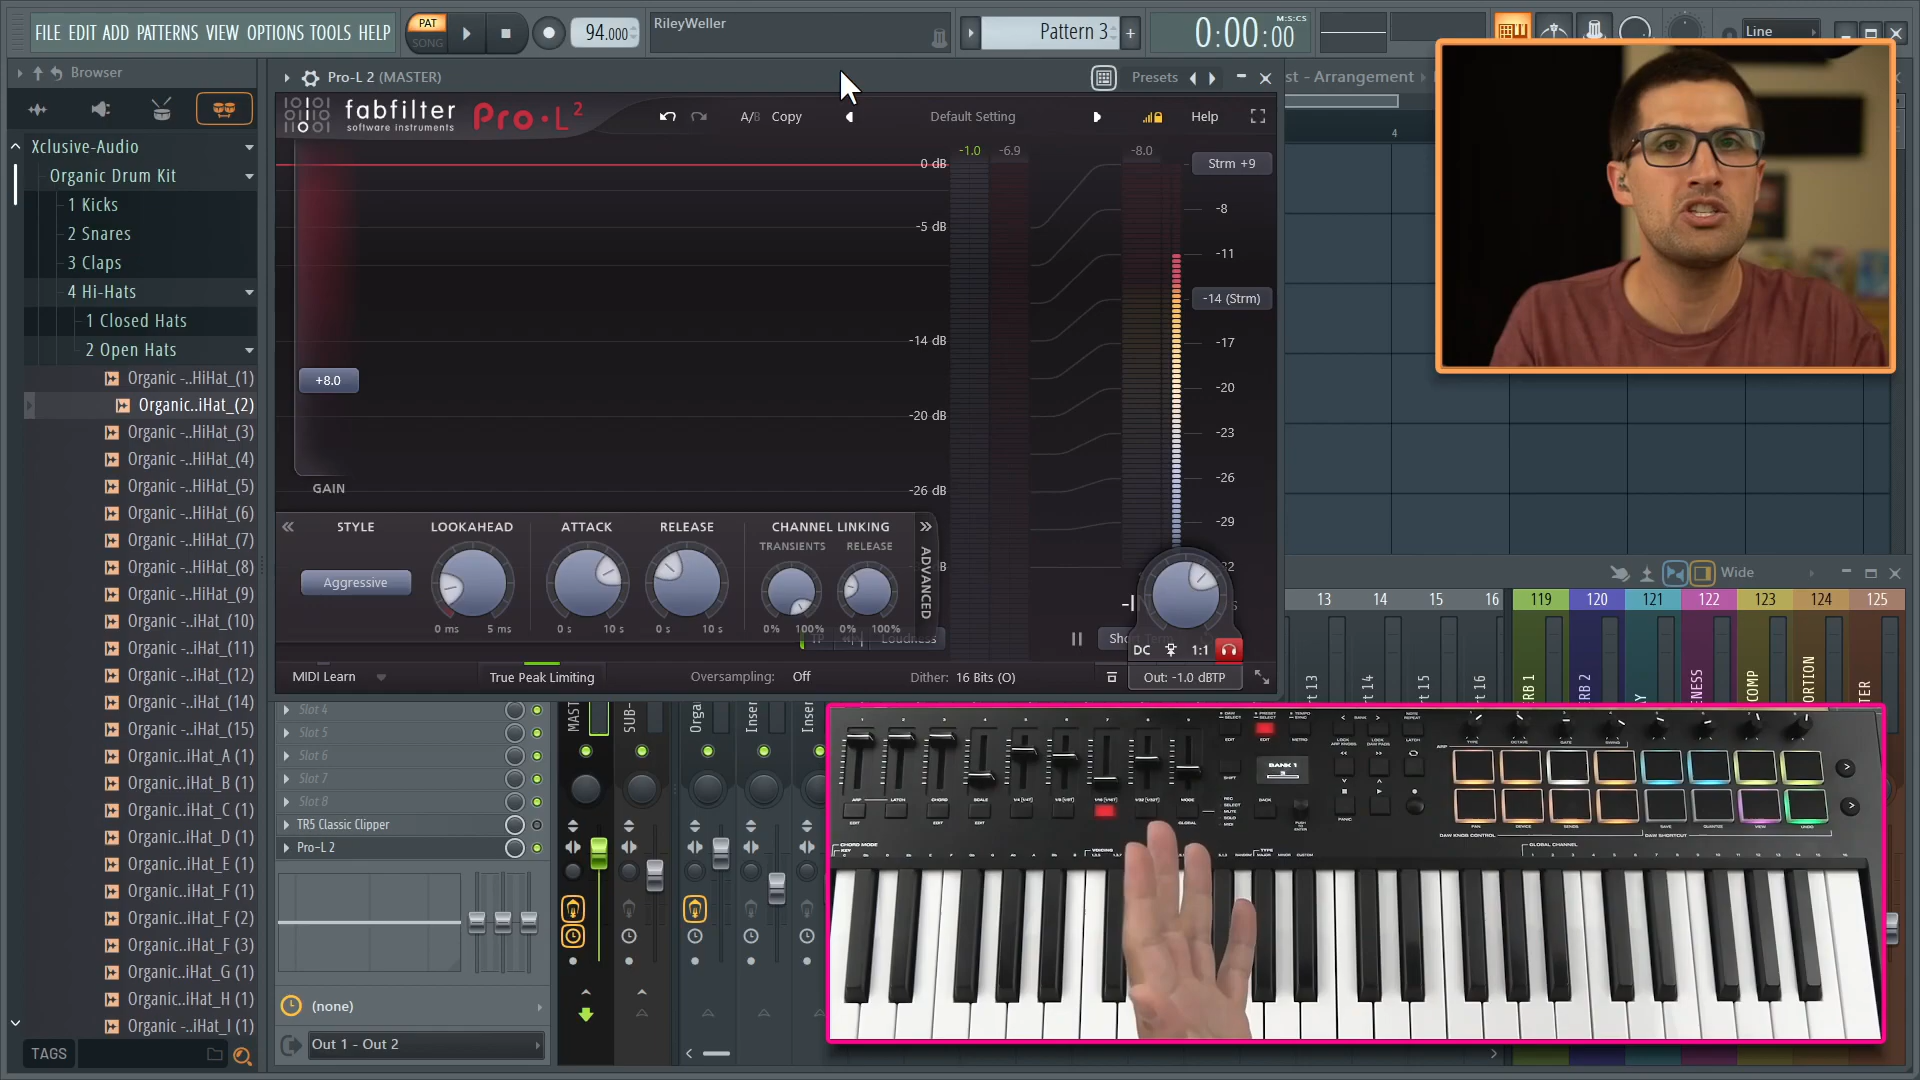 FILE EDIT ADD PATTERNS VIEW OPTIONS TOOLS HELP
PAT
SONG
94.000
RileyWeller
Pattern 3
+
0:00:00
M:S:CS
Line
Browser
Pro-L 2 (MASTER)
Presets
st - Arrangement
4
Xclusive-Audio
Organic Drum Kit
1 Kicks
2 Snares
3 Claps
4 Hi-Hats
1 Closed Hats
2 Open Hats
Organic -..HiHat_(1)
Organic..iHat_(2)
Organic -..HiHat_(3)
Organic -..HiHat_(4)
Organic -..HiHat_(5)
Organic -..HiHat_(6)
Organic -..HiHat_(7)
Organic -..HiHat_(8)
Organic -..HiHat_(9)
Organic..iHat_(10)
Organic..iHat_(11)
Organic..iHat_(12)
Organic..iHat_(14)
Organic..iHat_(15)
Organic..iHat_A (1)
Organic..iHat_B (1)
Organic..iHat_C (1)
Organic..iHat_D (1)
Organic..iHat_E (1)
Organic..iHat_F (1)
Organic..iHat_F (2)
Organic..iHat_F (3)
Organic..iHat_G (1)
Organic..iHat_H (1)
Organic..iHat_I (1)
TAGS
fabfilter
software instruments
Pro·L 2
A/B Copy
Default Setting
Help
-1.0 -6.9 -8.0
0 dB
-5 dB
-14 dB
-20 dB
-26 dB
Strm +9
-8
-11
-14 (Strm)
-17
-20
-23
-26
-29
+8.0
GAIN
STYLE
Aggressive
LOOKAHEAD
0 ms 5 ms
ATTACK
0 s 10 s
RELEASE
0 s 10 s
CHANNEL LINKING
TRANSIENTS RELEASE
0% 100% 0% 100%
ADVANCED
TP Loudness
DC 1:1
MIDI Learn
True Peak Limiting
Oversampling: Off
Dither: 16 Bits (O)
Out: -1.0 dBTP
Wide
13 14 15 16 119 120 121 122 123 124 125
Slot 4
Slot 5
Slot 6
Slot 7
Slot 8
TR5 Classic Clipper
Pro-L 2
(none)
Out 1 - Out 2
BANK 1